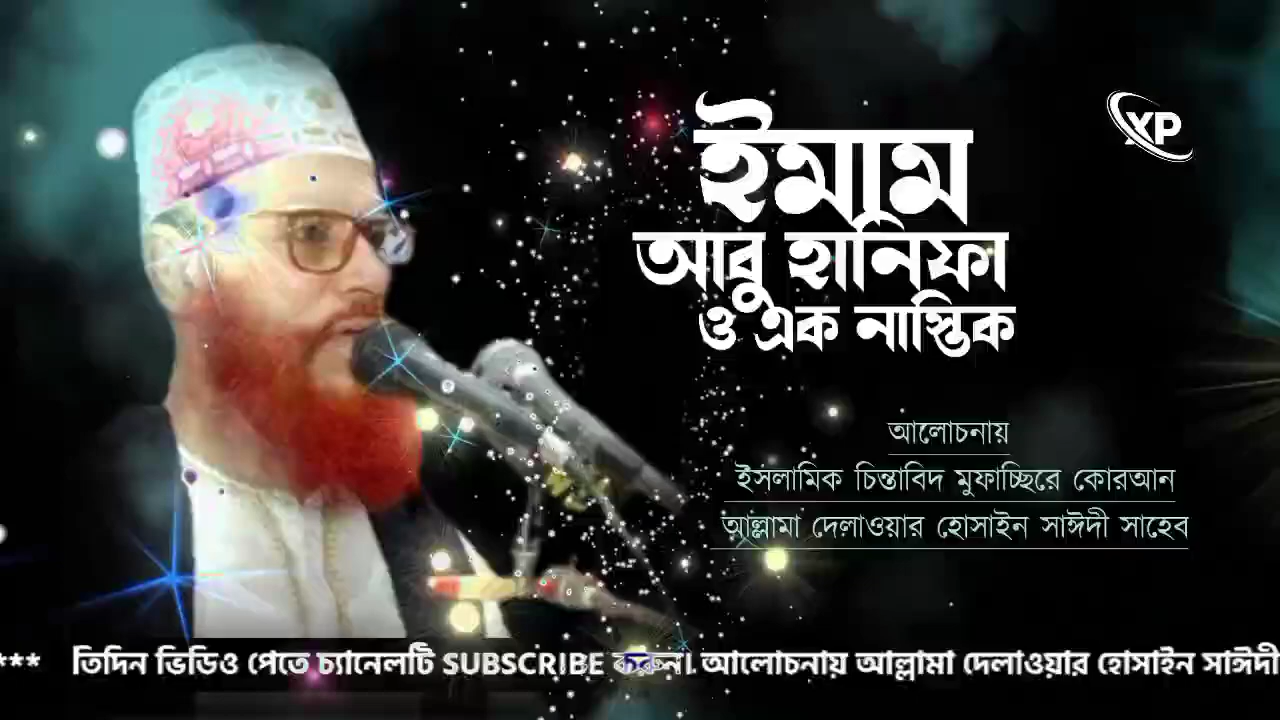 XP
ইমাম
আবু হানিফা
ও এক নাস্তিক
আলোচনায়
ইসলামিক চিন্তাবিদ মুফাচ্ছিরে কোরআন
আল্লামা দেলাওয়ার হোসাইন সাঈদী সাহেব
*** তিদিন ভিডিও পেতে চ্যানেলটি SUBSCRIBE করুন। আলোচনায় আল্লামা দেলাওয়ার হোসাইন সাঈদী